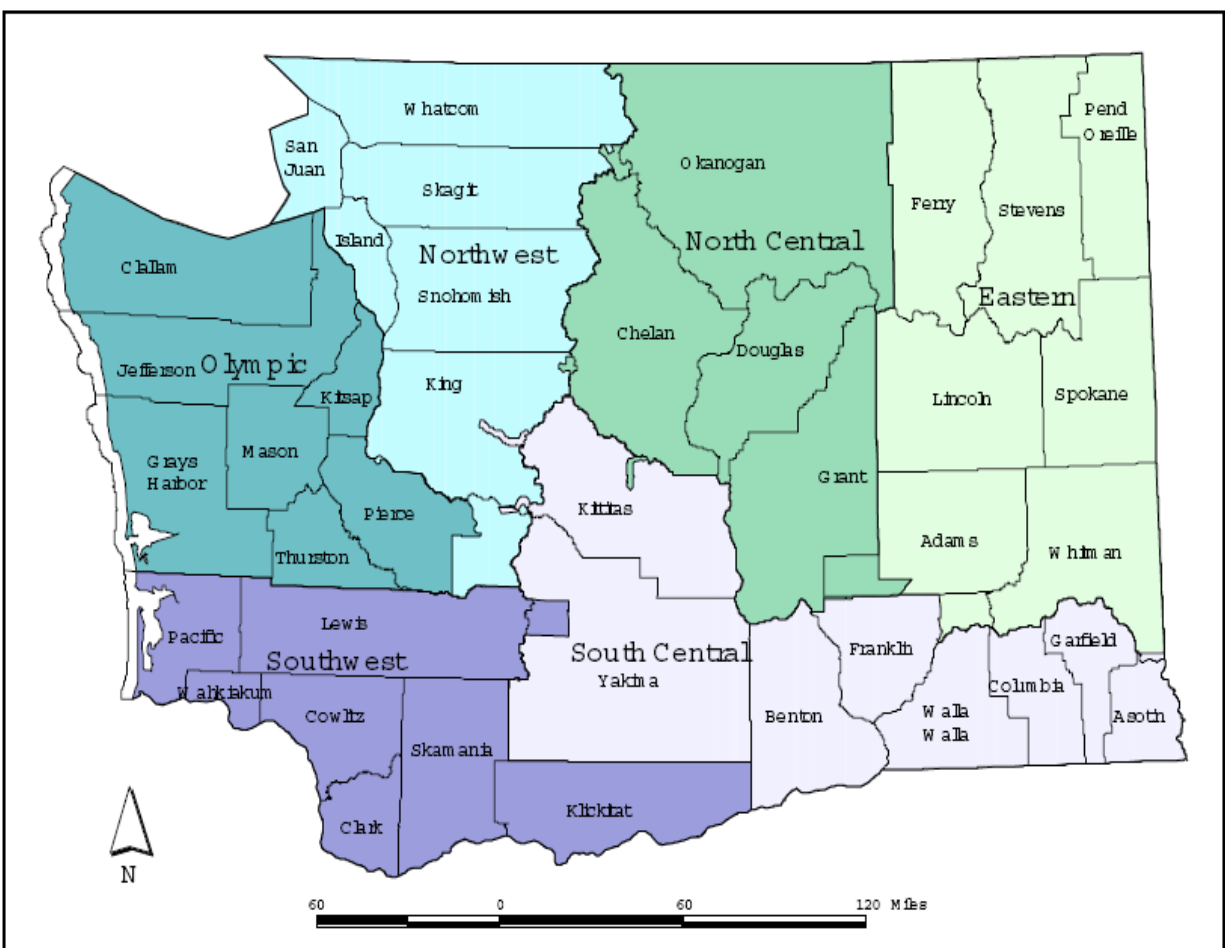 Whatcom
Pend
Oreille
San
Juan
Okanogan
Skagit
Ferry
Stevens
Island
North Central
Northwest
Clallam
Snohomish
Eastern
Chelan
Douglas
Jefferson
Olympic
King
Kitsap
Lincoln
Spokane
Mason
Grays
Harbor
Grant
Kittitas
Pierce
Adams
Whitman
Thurston
Pacific
Lewis
Franklin
Garfield
Southwest
South Central
Yakima
Wahkiakum
Columbia
Cowlitz
Benton
Walla
Walla
Asotin
Skamania
Klickitat
Clark
N
60 0 60 120 Miles